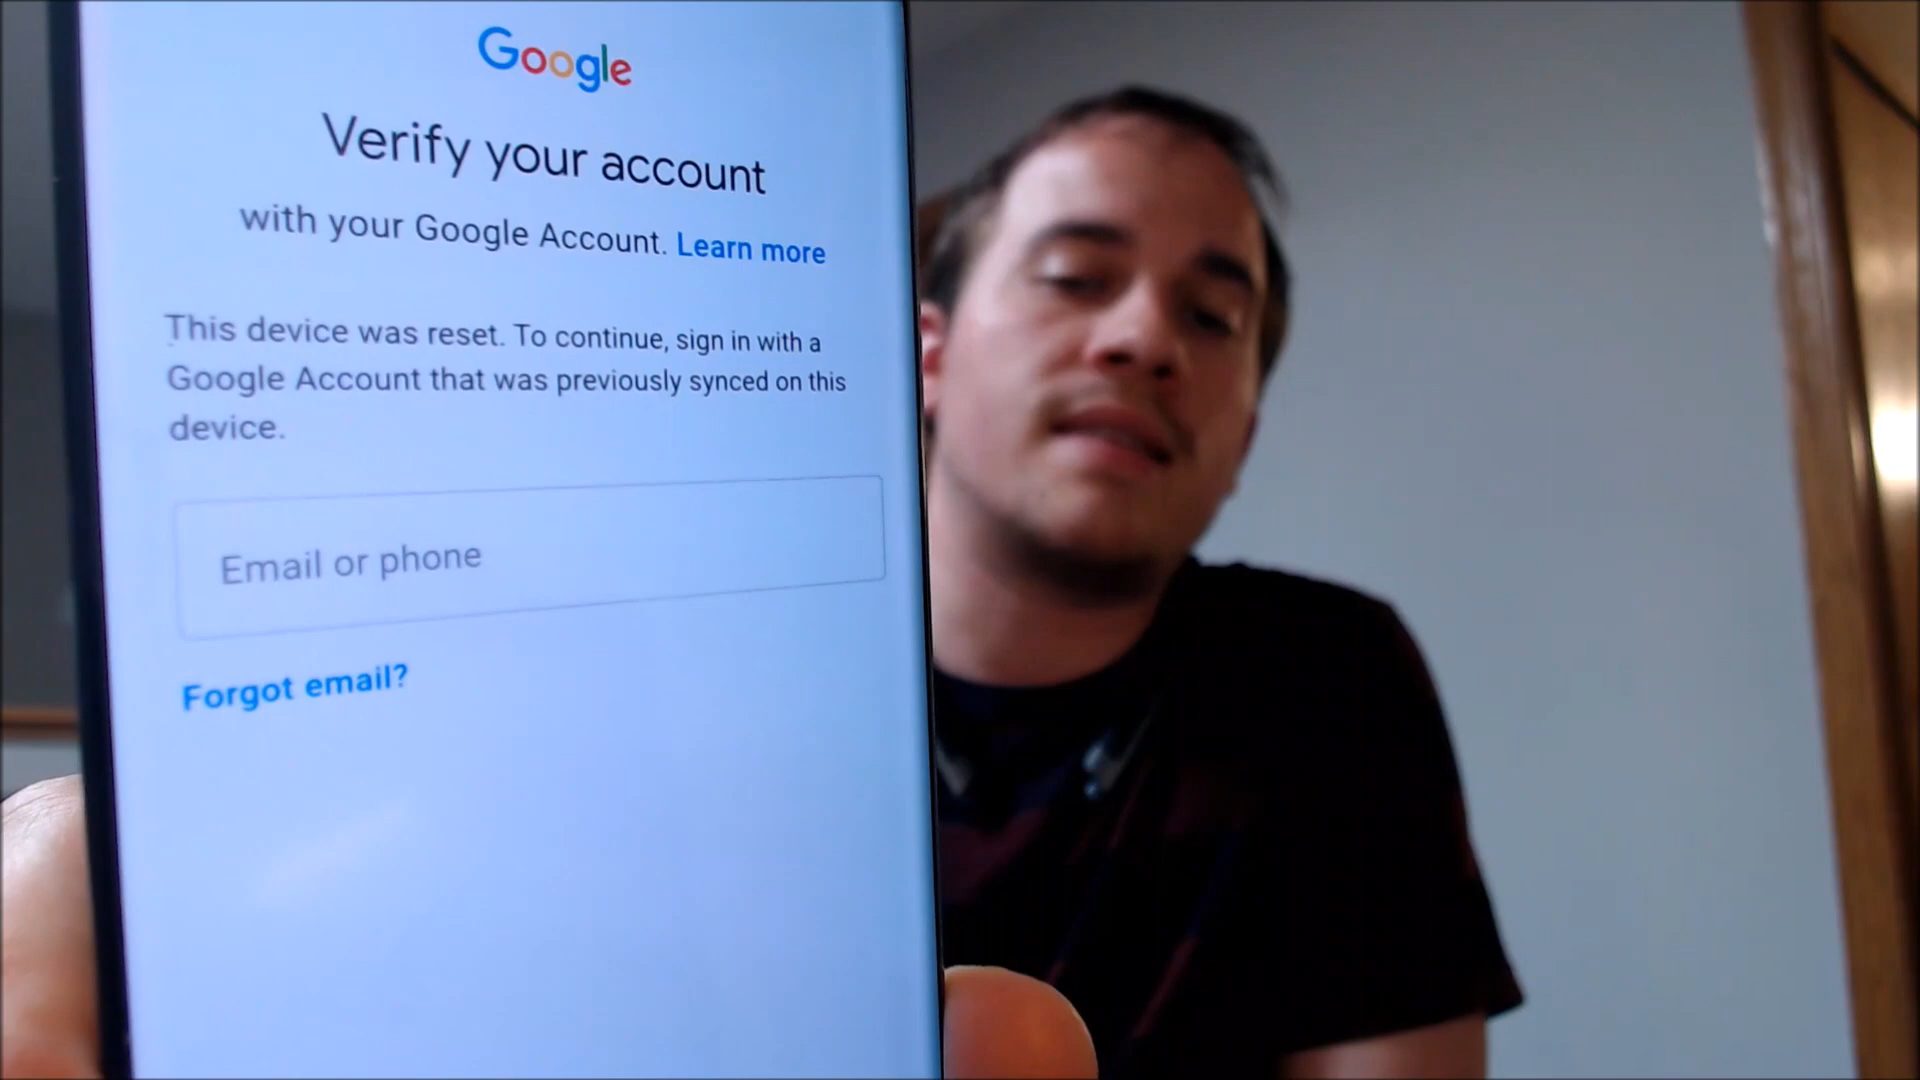 Google
Verify your account
with your Google Account. Learn more
This device was reset. To continue, sign in with a
Google Account that was previously synced on this
device.
Email or phone
Forgot email?